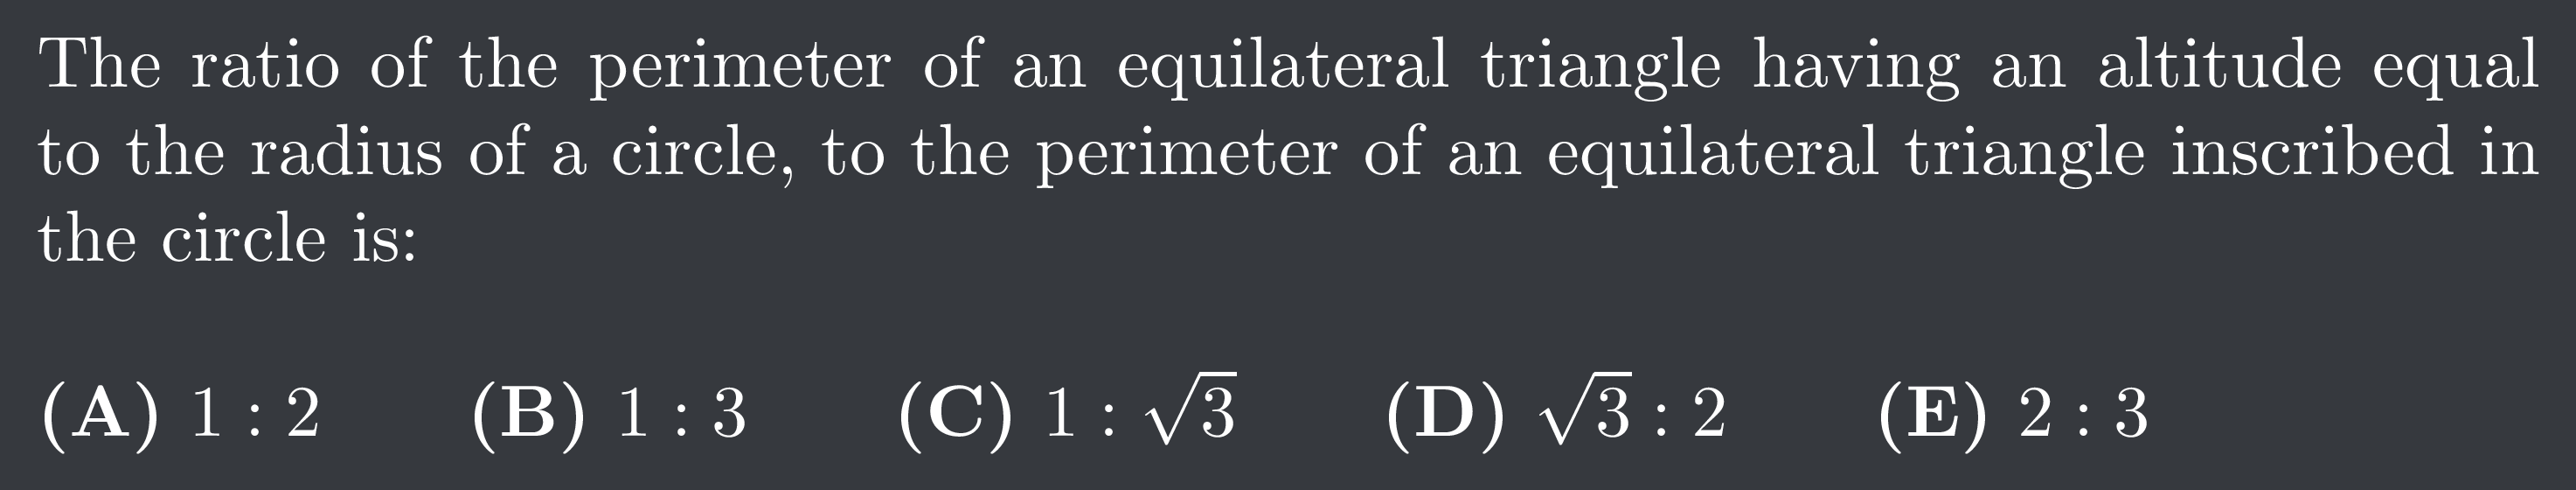 The ratio of the perimeter of an equilateral triangle having an altitude equal
to the radius of a circle, to the perimeter of an equilateral triangle inscribed in
the circle is:
(A) 1 : 2 (B) 1 : 3 (C) 1 : √3 (D) √3 : 2 (E) 2 : 3